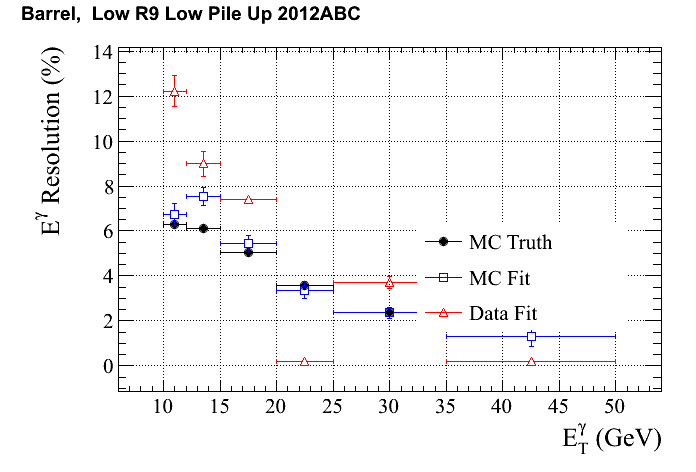 Barrel, Low R9 Low Pile Up 2012ABC
E^γ Resolution (%)
14
12
10
8
6
4
2
0
MC Truth
MC Fit
Data Fit
10 15 20 25 30 35 40 45 50
E_T^γ (GeV)